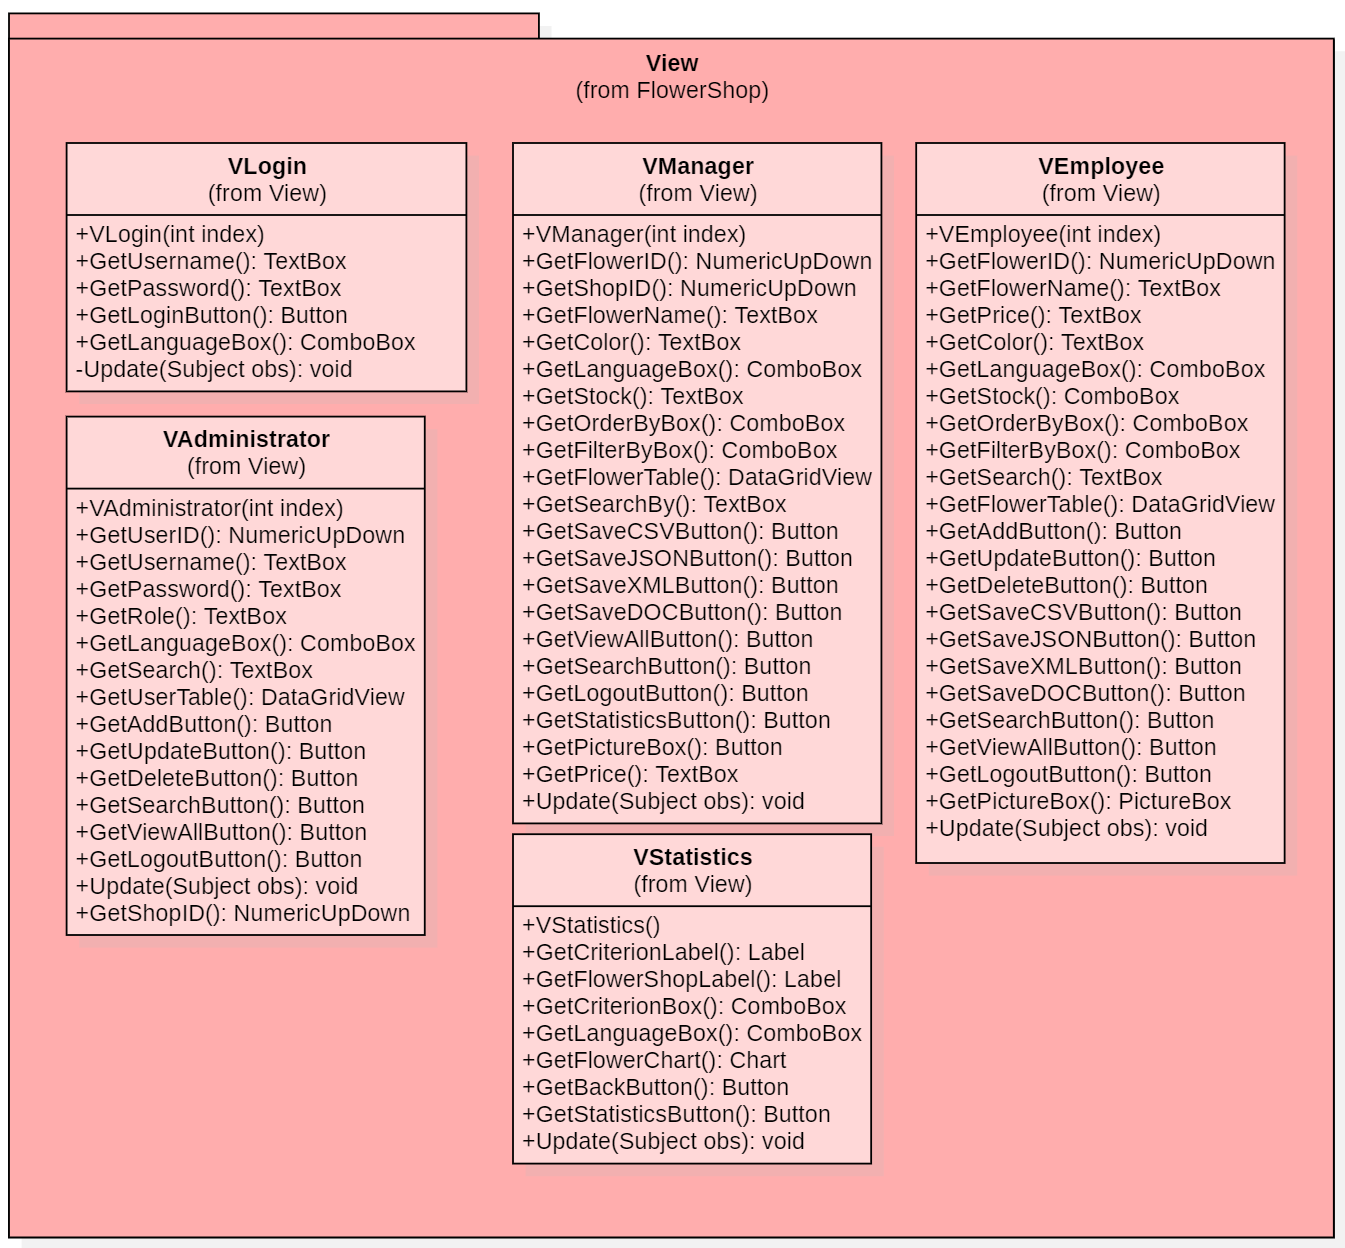 View
(from FlowerShop)
VLogin
(from View)
+VLogin(int index)
+GetUsername(): TextBox
+GetPassword(): TextBox
+GetLoginButton(): Button
+GetLanguageBox(): ComboBox
-Update(Subject obs): void
VAdministrator
(from View)
+VAdministrator(int index)
+GetUserID(): NumericUpDown
+GetUsername(): TextBox
+GetPassword(): TextBox
+GetRole(): TextBox
+GetLanguageBox(): ComboBox
+GetSearch(): TextBox
+GetUserTable(): DataGridView
+GetAddButton(): Button
+GetUpdateButton(): Button
+GetDeleteButton(): Button
+GetSearchButton(): Button
+GetViewAllButton(): Button
+GetLogoutButton(): Button
+Update(Subject obs): void
+GetShopID(): NumericUpDown
VManager
(from View)
+VManager(int index)
+GetFlowerID(): NumericUpDown
+GetShopID(): NumericUpDown
+GetFlowerName(): TextBox
+GetColor(): TextBox
+GetLanguageBox(): ComboBox
+GetStock(): TextBox
+GetOrderByBox(): ComboBox
+GetFilterByBox(): ComboBox
+GetFlowerTable(): DataGridView
+GetSearchBy(): TextBox
+GetSaveCSVButton(): Button
+GetSaveJSONButton(): Button
+GetSaveXMLButton(): Button
+GetSaveDOCButton(): Button
+GetViewAllButton(): Button
+GetSearchButton(): Button
+GetLogoutButton(): Button
+GetStatisticsButton(): Button
+GetPictureBox(): Button
+GetPrice(): TextBox
+Update(Subject obs): void
VStatistics
(from View)
+VStatistics()
+GetCriterionLabel(): Label
+GetFlowerShopLabel(): Label
+GetCriterionBox(): ComboBox
+GetLanguageBox(): ComboBox
+GetFlowerChart(): Chart
+GetBackButton(): Button
+GetStatisticsButton(): Button
+Update(Subject obs): void
VEmployee
(from View)
+VEmployee(int index)
+GetFlowerID(): NumericUpDown
+GetFlowerName(): TextBox
+GetPrice(): TextBox
+GetColor(): TextBox
+GetLanguageBox(): ComboBox
+GetStock(): ComboBox
+GetOrderByBox(): ComboBox
+GetFilterByBox(): ComboBox
+GetSearch(): TextBox
+GetFlowerTable(): DataGridView
+GetAddButton(): Button
+GetUpdateButton(): Button
+GetDeleteButton(): Button
+GetSaveCSVButton(): Button
+GetSaveJSONButton(): Button
+GetSaveXMLButton(): Button
+GetSaveDOCButton(): Button
+GetSearchButton(): Button
+GetViewAllButton(): Button
+GetLogoutButton(): Button
+GetPictureBox(): PictureBox
+Update(Subject obs): void